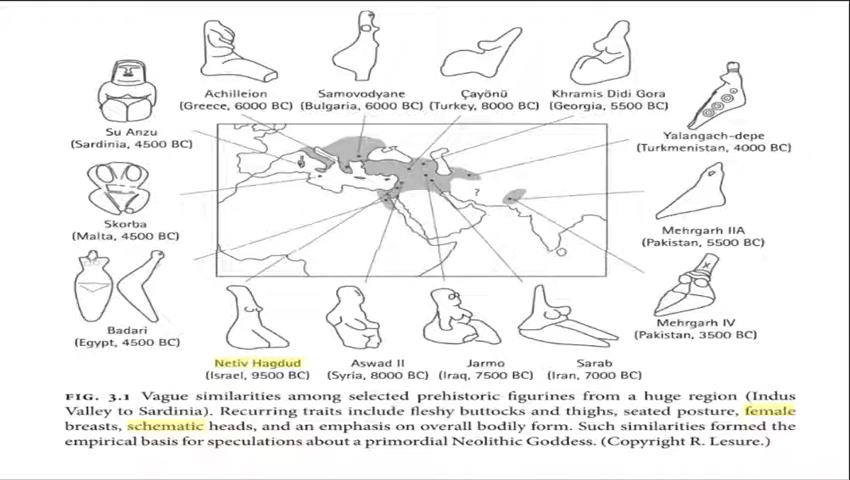 Achilleion
(Greece, 6000 BC)
Samovodyane
(Bulgaria, 6000 BC)
Çayönü
(Turkey, 8000 BC)
Khramis Didi Gora
(Georgia, 5500 BC)
Su Anzu
(Sardinia, 4500 BC)
Yalangach-depe
(Turkmenistan, 4000 BC)
?
Skorba
(Malta, 4500 BC)
Mehrgarh IIA
(Pakistan, 5500 BC)
Badari
(Egypt, 4500 BC)
Mehrgarh IV
(Pakistan, 3500 BC)
Netiv Hagdud
(Israel, 9500 BC)
Aswad II
(Syria, 8000 BC)
Jarmo
(Iraq, 7500 BC)
Sarab
(Iran, 7000 BC)
FIG. 3.1 Vague similarities among selected prehistoric figurines from a huge region (Indus
Valley to Sardinia). Recurring traits include fleshy buttocks and thighs, seated posture, female
breasts, schematic heads, and an emphasis on overall bodily form. Such similarities formed the
empirical basis for speculations about a primordial Neolithic Goddess. (Copyright R. Lesure.)